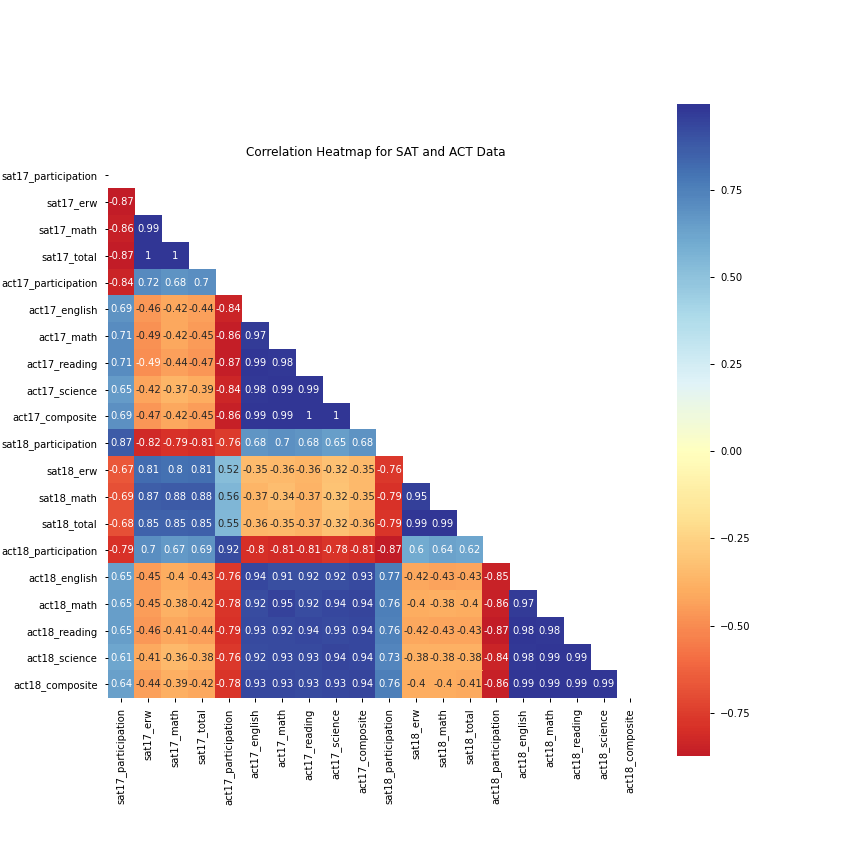 Correlation Heatmap for SAT and ACT Data
sat17_participation
sat17_erw -0.87
sat17_math -0.86 0.99
sat17_total -0.87 1 1
act17_participation -0.84 0.72 0.68 0.7
act17_english 0.69 -0.46 -0.42 -0.44 -0.84
act17_math 0.71 -0.49 -0.42 -0.45 -0.86 0.97
act17_reading 0.71 -0.49 -0.44 -0.47 -0.87 0.99 0.98
act17_science 0.65 -0.42 -0.37 -0.39 -0.84 0.98 0.99 0.99
act17_composite 0.69 -0.47 -0.42 -0.45 -0.86 0.99 0.99 1 1
sat18_participation 0.87 -0.82 -0.79 -0.81 -0.76 0.68 0.7 0.68 0.65 0.68
sat18_erw -0.67 0.81 0.8 0.81 0.52 -0.35 -0.36 -0.36 -0.32 -0.35 -0.76
sat18_math -0.69 0.87 0.88 0.88 0.56 -0.37 -0.34 -0.37 -0.32 -0.36 -0.79 0.95
sat18_total -0.68 0.85 0.85 0.85 0.55 -0.36 -0.35 -0.37 -0.32 -0.36 -0.79 0.99 0.99
act18_participation -0.79 0.7 0.67 0.69 0.92 -0.8 -0.81 -0.81 -0.78 -0.81 -0.87 0.6 0.64 0.62
act18_english 0.65 -0.45 -0.4 -0.43 -0.76 0.94 0.91 0.92 0.92 0.93 0.77 -0.42 -0.43 -0.43 -0.85
act18_math 0.65 -0.45 -0.38 -0.42 -0.78 0.92 0.95 0.92 0.94 0.94 0.76 -0.4 -0.38 -0.4 -0.86 0.97
act18_reading 0.65 -0.46 -0.41 -0.44 -0.79 0.93 0.92 0.94 0.93 0.94 0.76 -0.42 -0.43 -0.43 -0.87 0.98 0.98
act18_science 0.61 -0.41 -0.36 -0.38 -0.76 0.92 0.93 0.93 0.94 0.94 0.73 -0.38 -0.38 -0.38 -0.84 0.98 0.99 0.99
act18_composite 0.64 -0.44 -0.39 -0.42 -0.78 0.93 0.93 0.93 0.93 0.94 0.76 -0.4 -0.4 -0.41 -0.86 0.99 0.99 0.99 0.99
sat17_participation
sat17_erw
sat17_math
sat17_total
act17_participation
act17_english
act17_math
act17_reading
act17_science
act17_composite
sat18_participation
sat18_erw
sat18_math
sat18_total
act18_participation
act18_english
act18_math
act18_reading
act18_science
act18_composite
0.75
0.50
0.25
0.00
−0.25
−0.50
−0.75